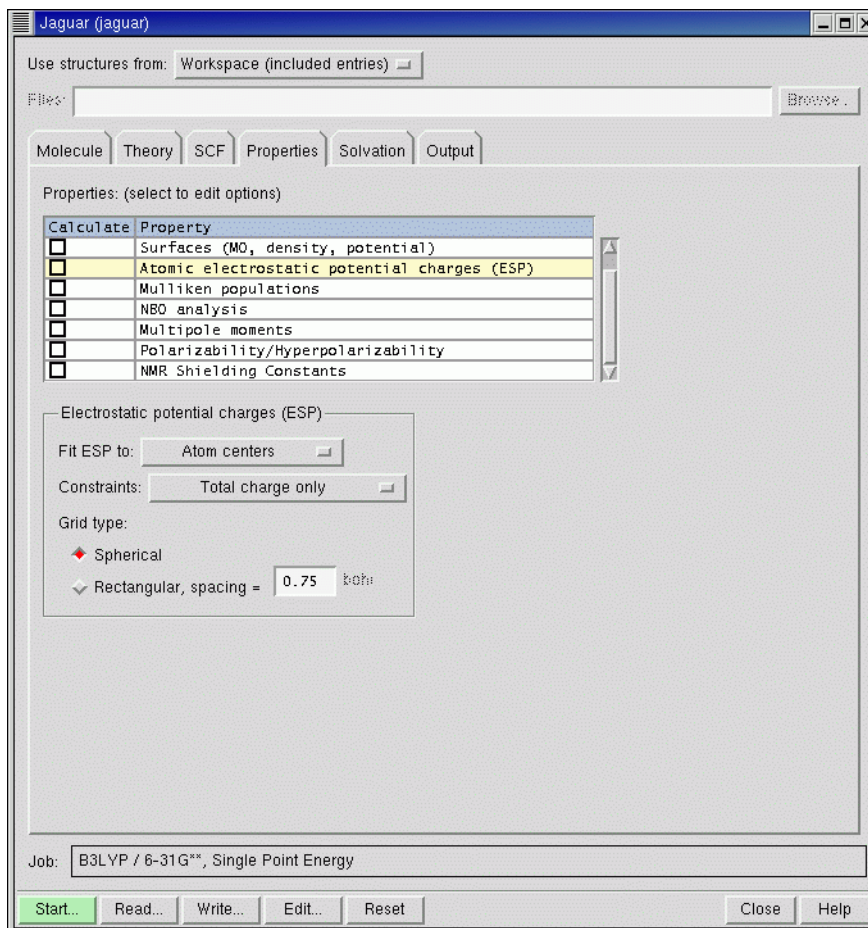 Jaguar (jaguar)
Use structures from: Workspace (included entries)
Files: Browse...
Molecule Theory SCF Properties Solvation Output
Properties: (select to edit options)
Calculate Property
Surfaces (MO, density, potential)
Atomic electrostatic potential charges (ESP)
Mulliken populations
NBO analysis
Multipole moments
Polarizability/Hyperpolarizability
NMR Shielding Constants
Electrostatic potential charges (ESP)
Fit ESP to: Atom centers
Constraints: Total charge only
Grid type:
Spherical
Rectangular, spacing = 0.75 bohr
Job: B3LYP / 6-31G**, Single Point Energy
Start... Read... Write... Edit... Reset Close Help